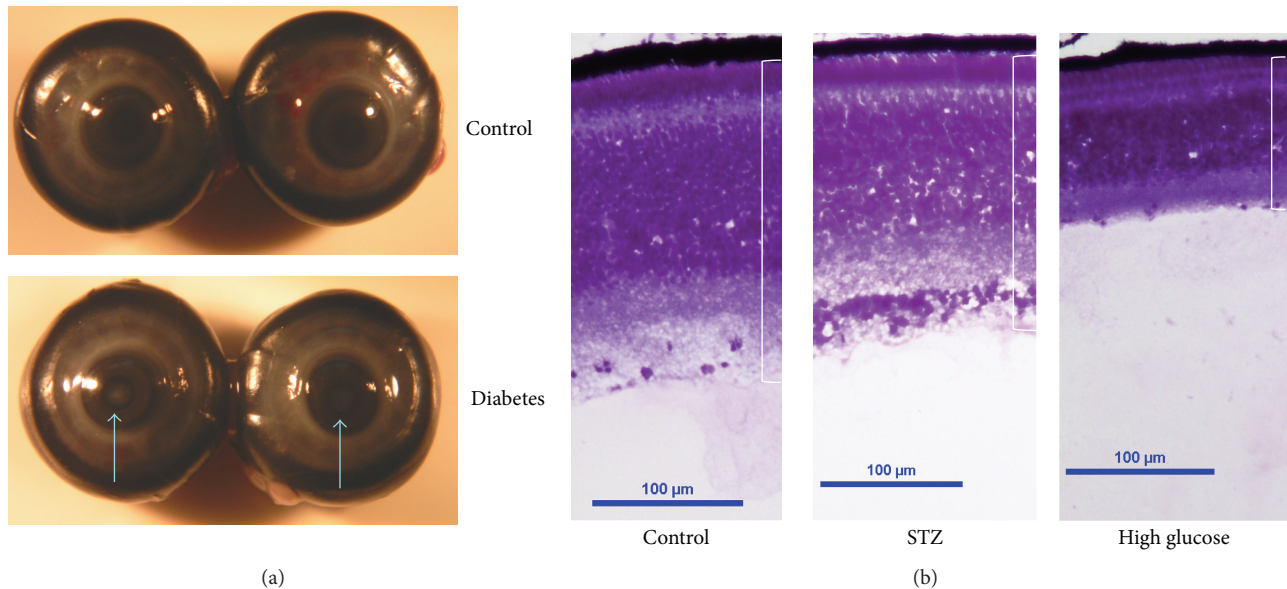 Control
Diabetes
(a)
100 µm
100 µm
100 µm
Control
STZ
High glucose
(b)